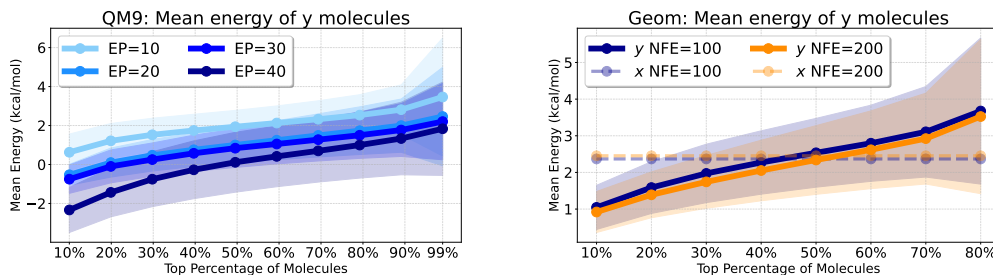 QM9: Mean energy of y molecules
Mean Energy (kcal/mol)
6
4
2
0
−2
EP=10
EP=20
EP=30
EP=40
10% 20% 30% 40% 50% 60% 70% 80% 90% 99%
Top Percentage of Molecules
Geom: Mean energy of y molecules
Mean Energy (kcal/mol)
5
4
3
2
1
y NFE=100
x NFE=100
y NFE=200
x NFE=200
10% 20% 30% 40% 50% 60% 70% 80%
Top Percentage of Molecules